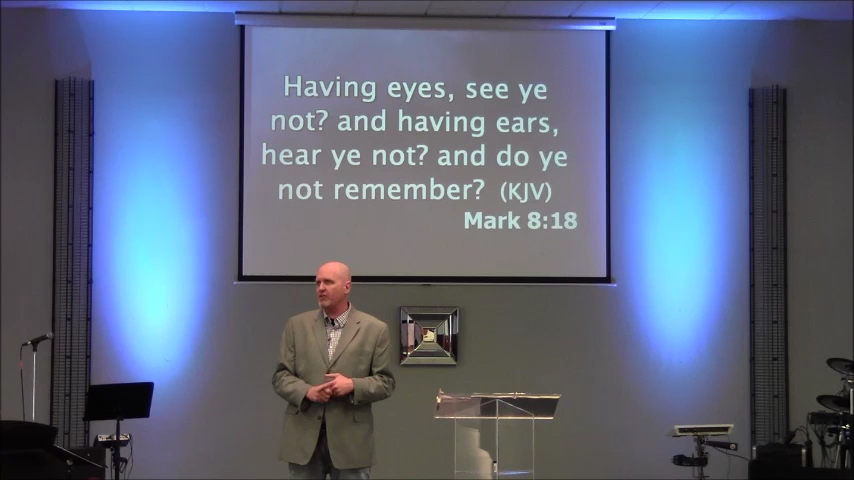 Having eyes, see ye
not? and having ears,
hear ye not? and do ye
not remember? (KJV)
Mark 8:18